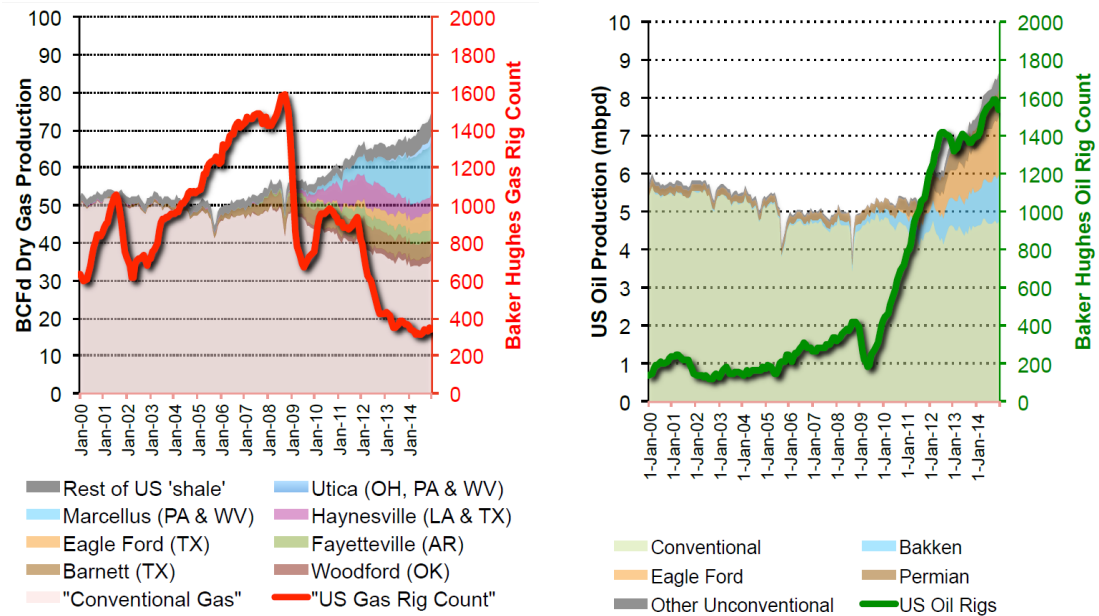 BCFd Dry Gas Production
100
90
80
70
60
50
40
30
20
10
0
2000
1800
1600
1400
1200
1000
800
600
400
200
0
Baker Hughes Gas Rig Count
Jan-00
Jan-01
Jan-02
Jan-03
Jan-04
Jan-05
Jan-06
Jan-07
Jan-08
Jan-09
Jan-10
Jan-11
Jan-12
Jan-13
Jan-14
Rest of US 'shale'
Utica (OH, PA & WV)
Marcellus (PA & WV)
Haynesville (LA & TX)
Eagle Ford (TX)
Fayetteville (AR)
Barnett (TX)
Woodford (OK)
"Conventional Gas"
"US Gas Rig Count"
US Oil Production (mbpd)
10
9
8
7
6
5
4
3
2
1
0
2000
1800
1600
1400
1200
1000
800
600
400
200
0
Baker Hughes Oil Rig Count
1-Jan-00
1-Jan-01
1-Jan-02
1-Jan-03
1-Jan-04
1-Jan-05
1-Jan-06
1-Jan-07
1-Jan-08
1-Jan-09
1-Jan-10
1-Jan-11
1-Jan-12
1-Jan-13
1-Jan-14
Conventional
Bakken
Eagle Ford
Permian
Other Unconventional
US Oil Rigs